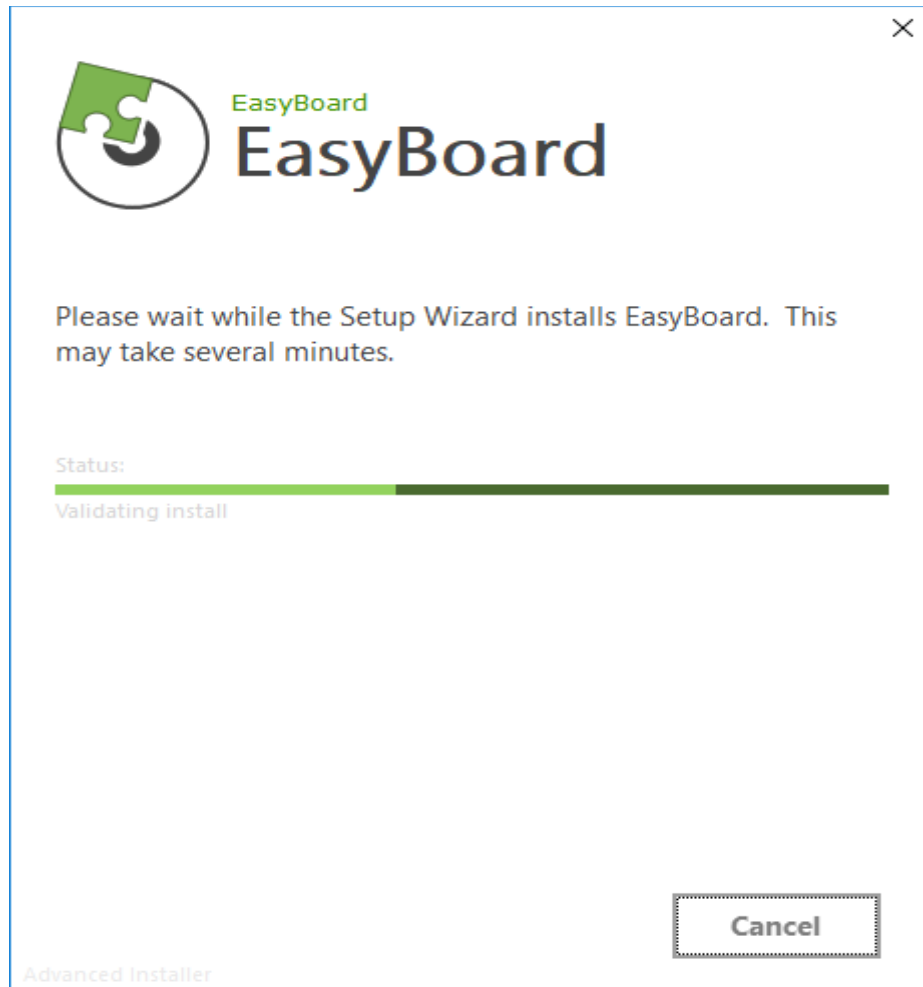 EasyBoard
EasyBoard
Please wait while the Setup Wizard installs EasyBoard.  This
may take several minutes.
Status:
Validating install
Cancel
Advanced Installer